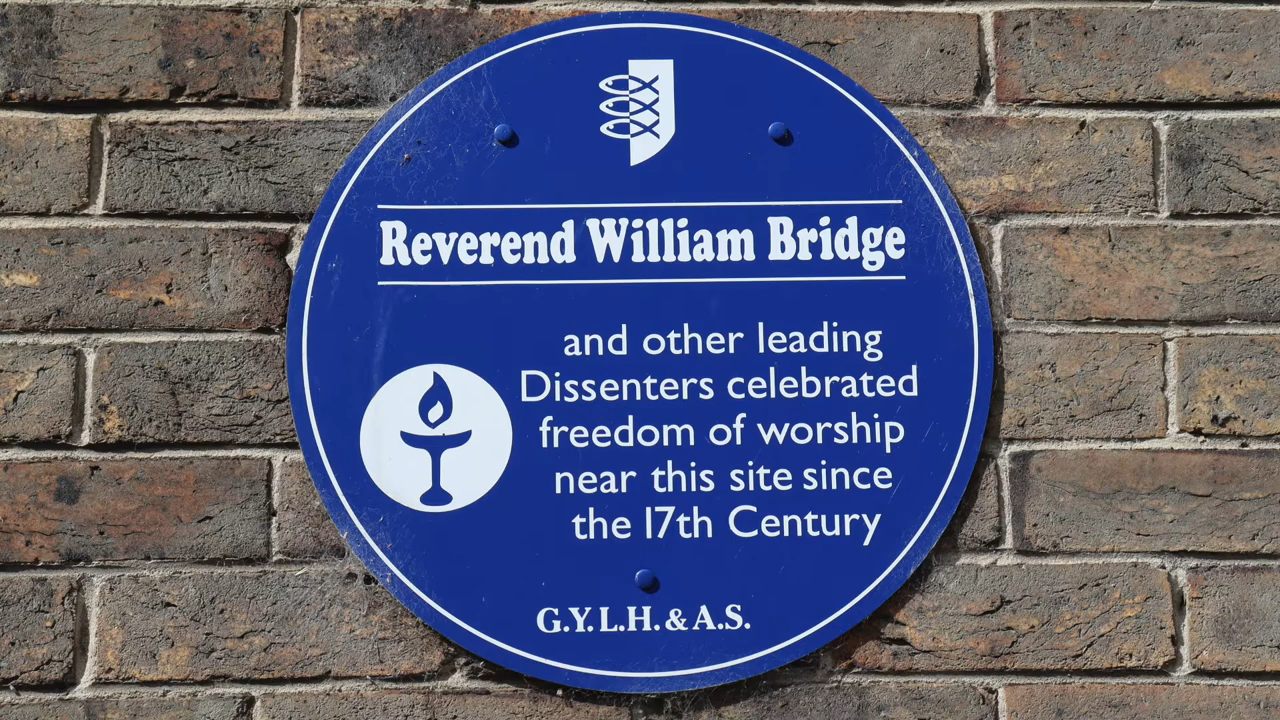 Reverend William Bridge
and other leading
Dissenters celebrated
freedom of worship
near this site since
the 17th Century
G.Y.L.H. & A.S.